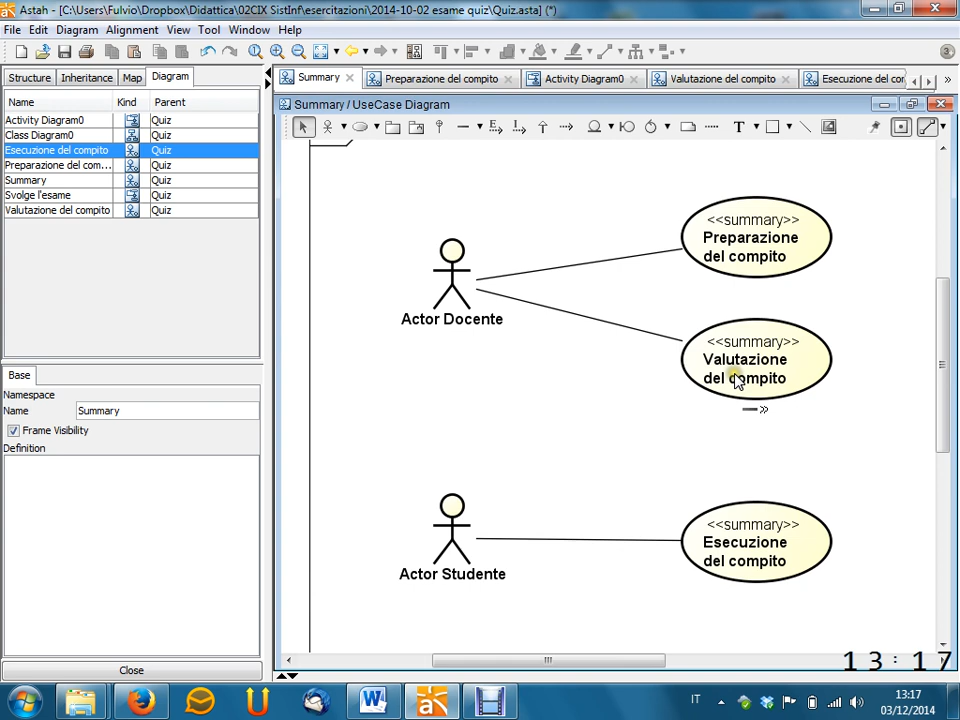 Astah - [C:\Users\Fulvio\Dropbox\Didattica\02CIX SistInf\esercitazioni\2014-10-02 esame quiz\Quiz.asta] (*)
File Edit Diagram Alignment View Tool Window Help
3
Structure Inheritance Map Diagram
Summary Preparazione del compito Activity Diagram0 Valutazione del compito Esecuzione del com
Name Kind Parent
Activity Diagram0 Quiz
Class Diagram0 Quiz
Esecuzione del compito Quiz
Preparazione del com... Quiz
Summary Quiz
Svolge l'esame Quiz
Valutazione del compito Quiz
Summary / UseCase Diagram
T
<<summary>>
Preparazione
del compito
Actor Docente
<<summary>>
Valutazione
del compito
<<summary>>
Esecuzione
del compito
Actor Studente
Base
Namespace
Name Summary
Frame Visibility
Definition
Close
13:17
IT
13:17
03/12/2014